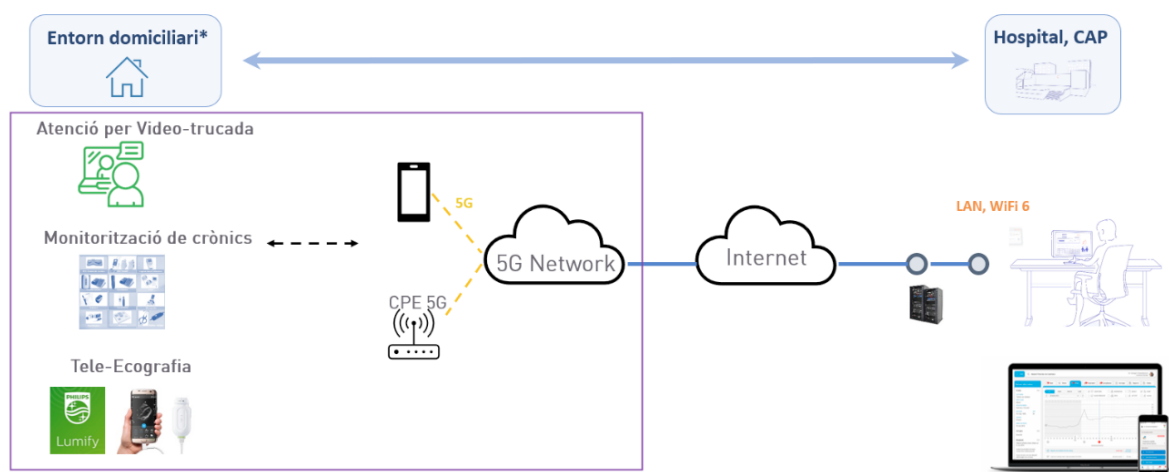 Entorn domiciliari*
Hospital, CAP
Atenció per Video-trucada
5G
LAN, WiFi 6
Monitorització de crònics
5G Network
Internet
CPE 5G
Tele-Ecografia
PHILIPS
Lumify